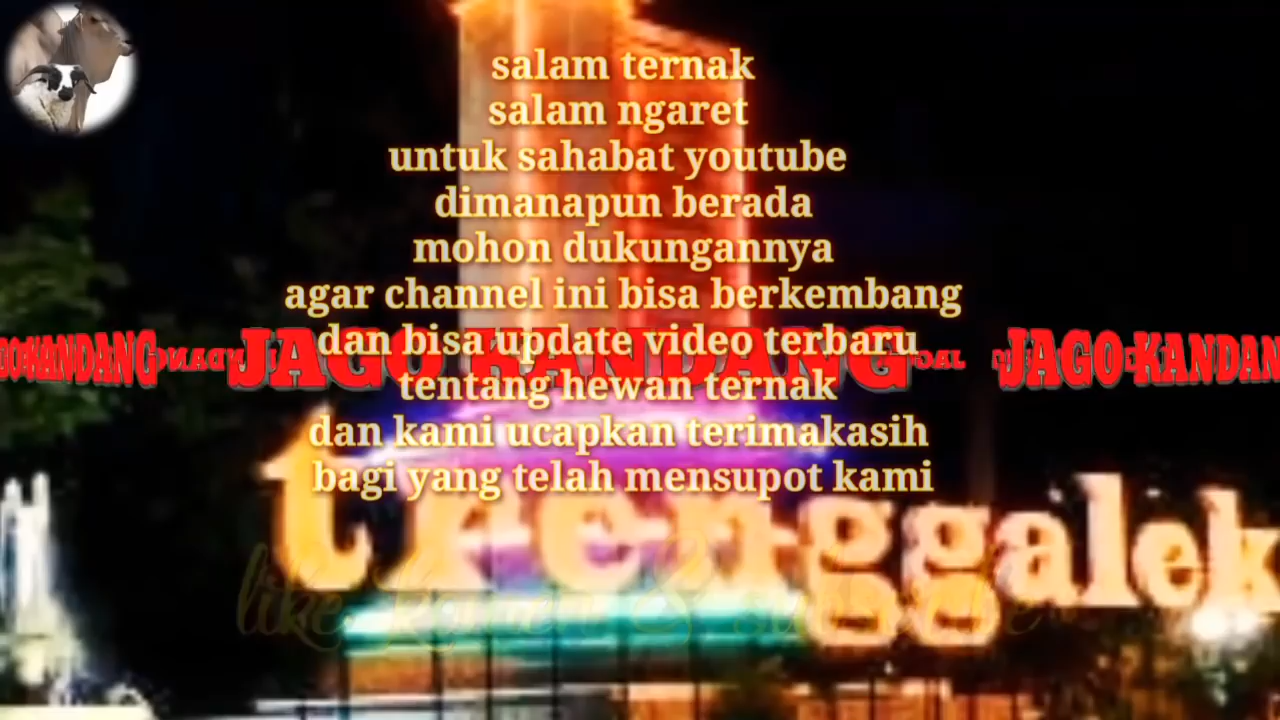 salam ternak
salam ngaret
untuk sahabat youtube
dimanapun berada
mohon dukungannya
agar channel ini bisa berkembang
JAGO KANDANG
dan bisa update video terbaru
tentang hewan ternak
dan kami ucapkan terimakasih
bagi yang telah mensupot kami
trenggalek
like